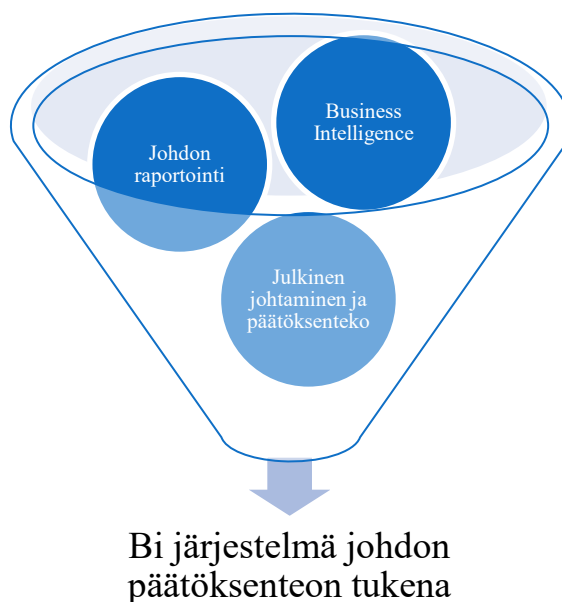 Business
Intelligence
Johdon
raportointi
Julkinen
johtaminen ja
päätöksenteko
Bi järjestelmä johdon
päätöksenteon tukena